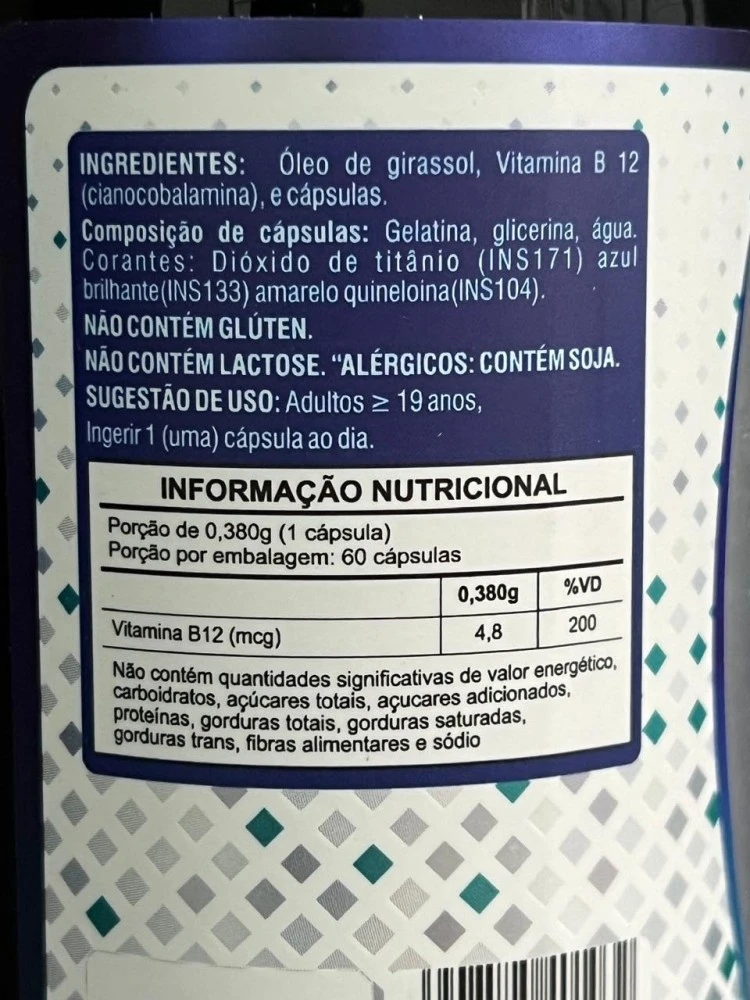 INGREDIENTES: Óleo de girassol, Vitamina B 12
(cianocobalamina), e cápsulas.
Composição de cápsulas: Gelatina, glicerina, água.
Corantes: Dióxido de titânio (INS171) azul
brilhante(INS133) amarelo quineloina(INS104).
NÃO CONTÉM GLÚTEN.
NÃO CONTÉM LACTOSE. “ALÉRGICOS: CONTÉM SOJA.
SUGESTÃO DE USO: Adultos ≥ 19 anos,
Ingerir 1 (uma) cápsula ao dia.
INFORMAÇÃO NUTRICIONAL
Porção de 0,380g (1 cápsula)
Porção por embalagem: 60 cápsulas
0,380g %VD
Vitamina B12 (mcg) 4,8 200
Não contém quantidades significativas de valor energético,
carboidratos, açúcares totais, açucares adicionados,
proteínas, gorduras totais, gorduras saturadas,
gorduras trans, fibras alimentares e sódio